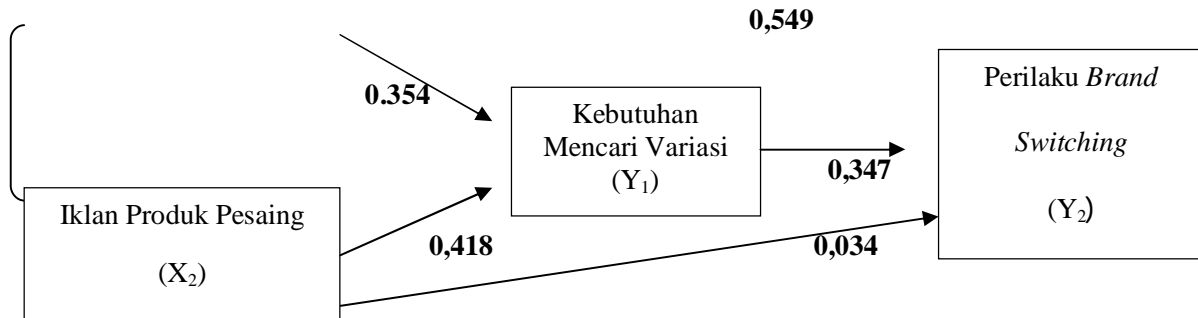 0,549
0.354
Kebutuhan
Mencari Variasi
(Y₁)
Perilaku Brand
Switching
(Y₂)
0,347
Iklan Produk Pesaing
(X₂)
0,418
0,034